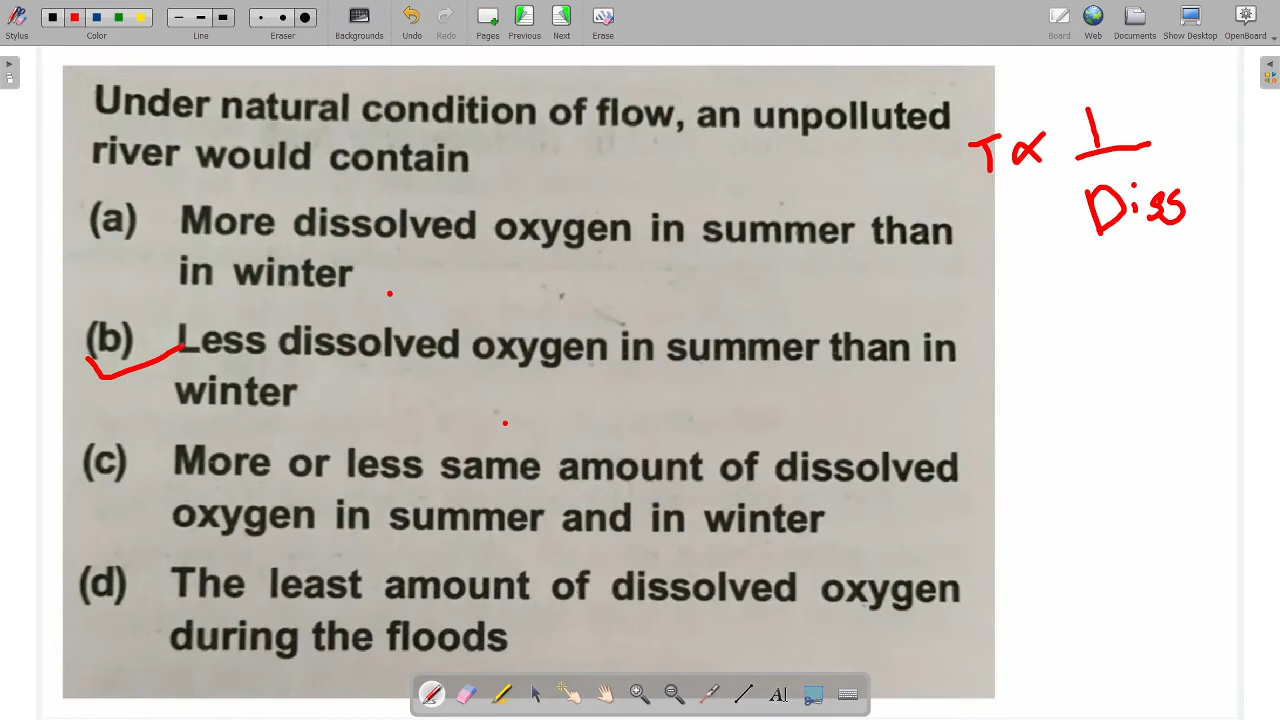 Stylus
Color
Line
Eraser
Backgrounds
Undo
Redo
Pages
Previous
Next
Erase
Board
Web
Documents
Show Desktop
OpenBoard
Under natural condition of flow, an unpolluted
river would contain
(a) More dissolved oxygen in summer than
in winter
(b) Less dissolved oxygen in summer than in
winter
(c) More or less same amount of dissolved
oxygen in summer and in winter
(d) The least amount of dissolved oxygen
during the floods
T ∝ 1
Diss
AI